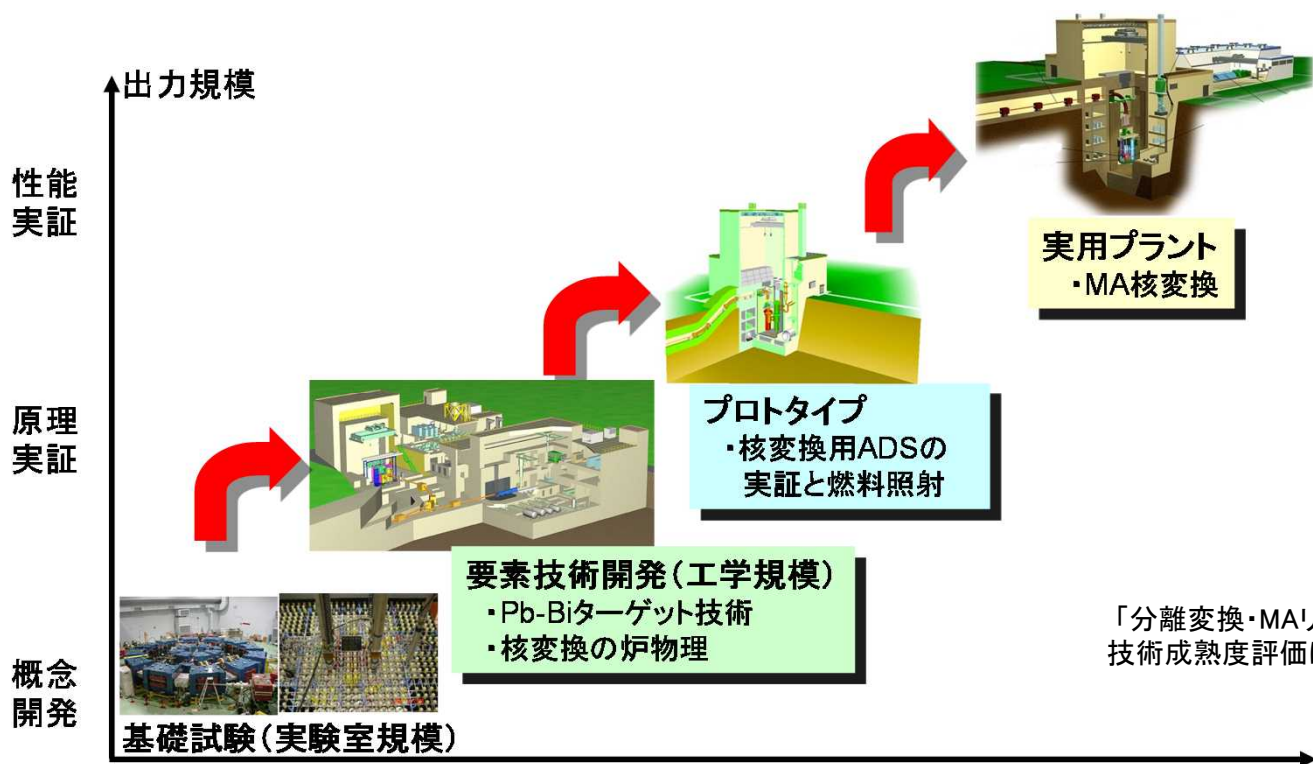 出力規模
性能
実証
実用プラント
・MA核変換
原理
実証
プロトタイプ
・核変換用ADSの
実証と燃料照射
要素技術開発(工学規模)
・Pb-Biターゲット技術
・核変換の炉物理
概念
開発
基礎試験(実験室規模)
「分離変換・MAリ
技術成熟度評価